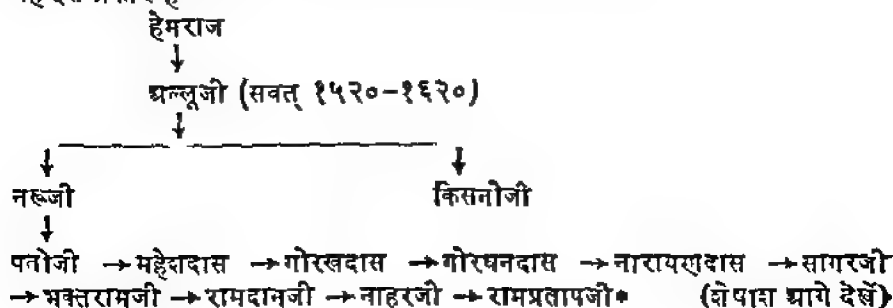 हेमराज
↓
अल्लूजी (सवत् १५२०-१६२०)
↓
↓ ↓
नरूजी किसनोजी
↓
पतोजी → महेशदास → गोरखदास → गोरधनदास → नारायणदास → सागरजी
→ भक्तरामजी → रामदानजी → नाहरजी → रामप्रतापजी● (शेषाश आगे देखें)